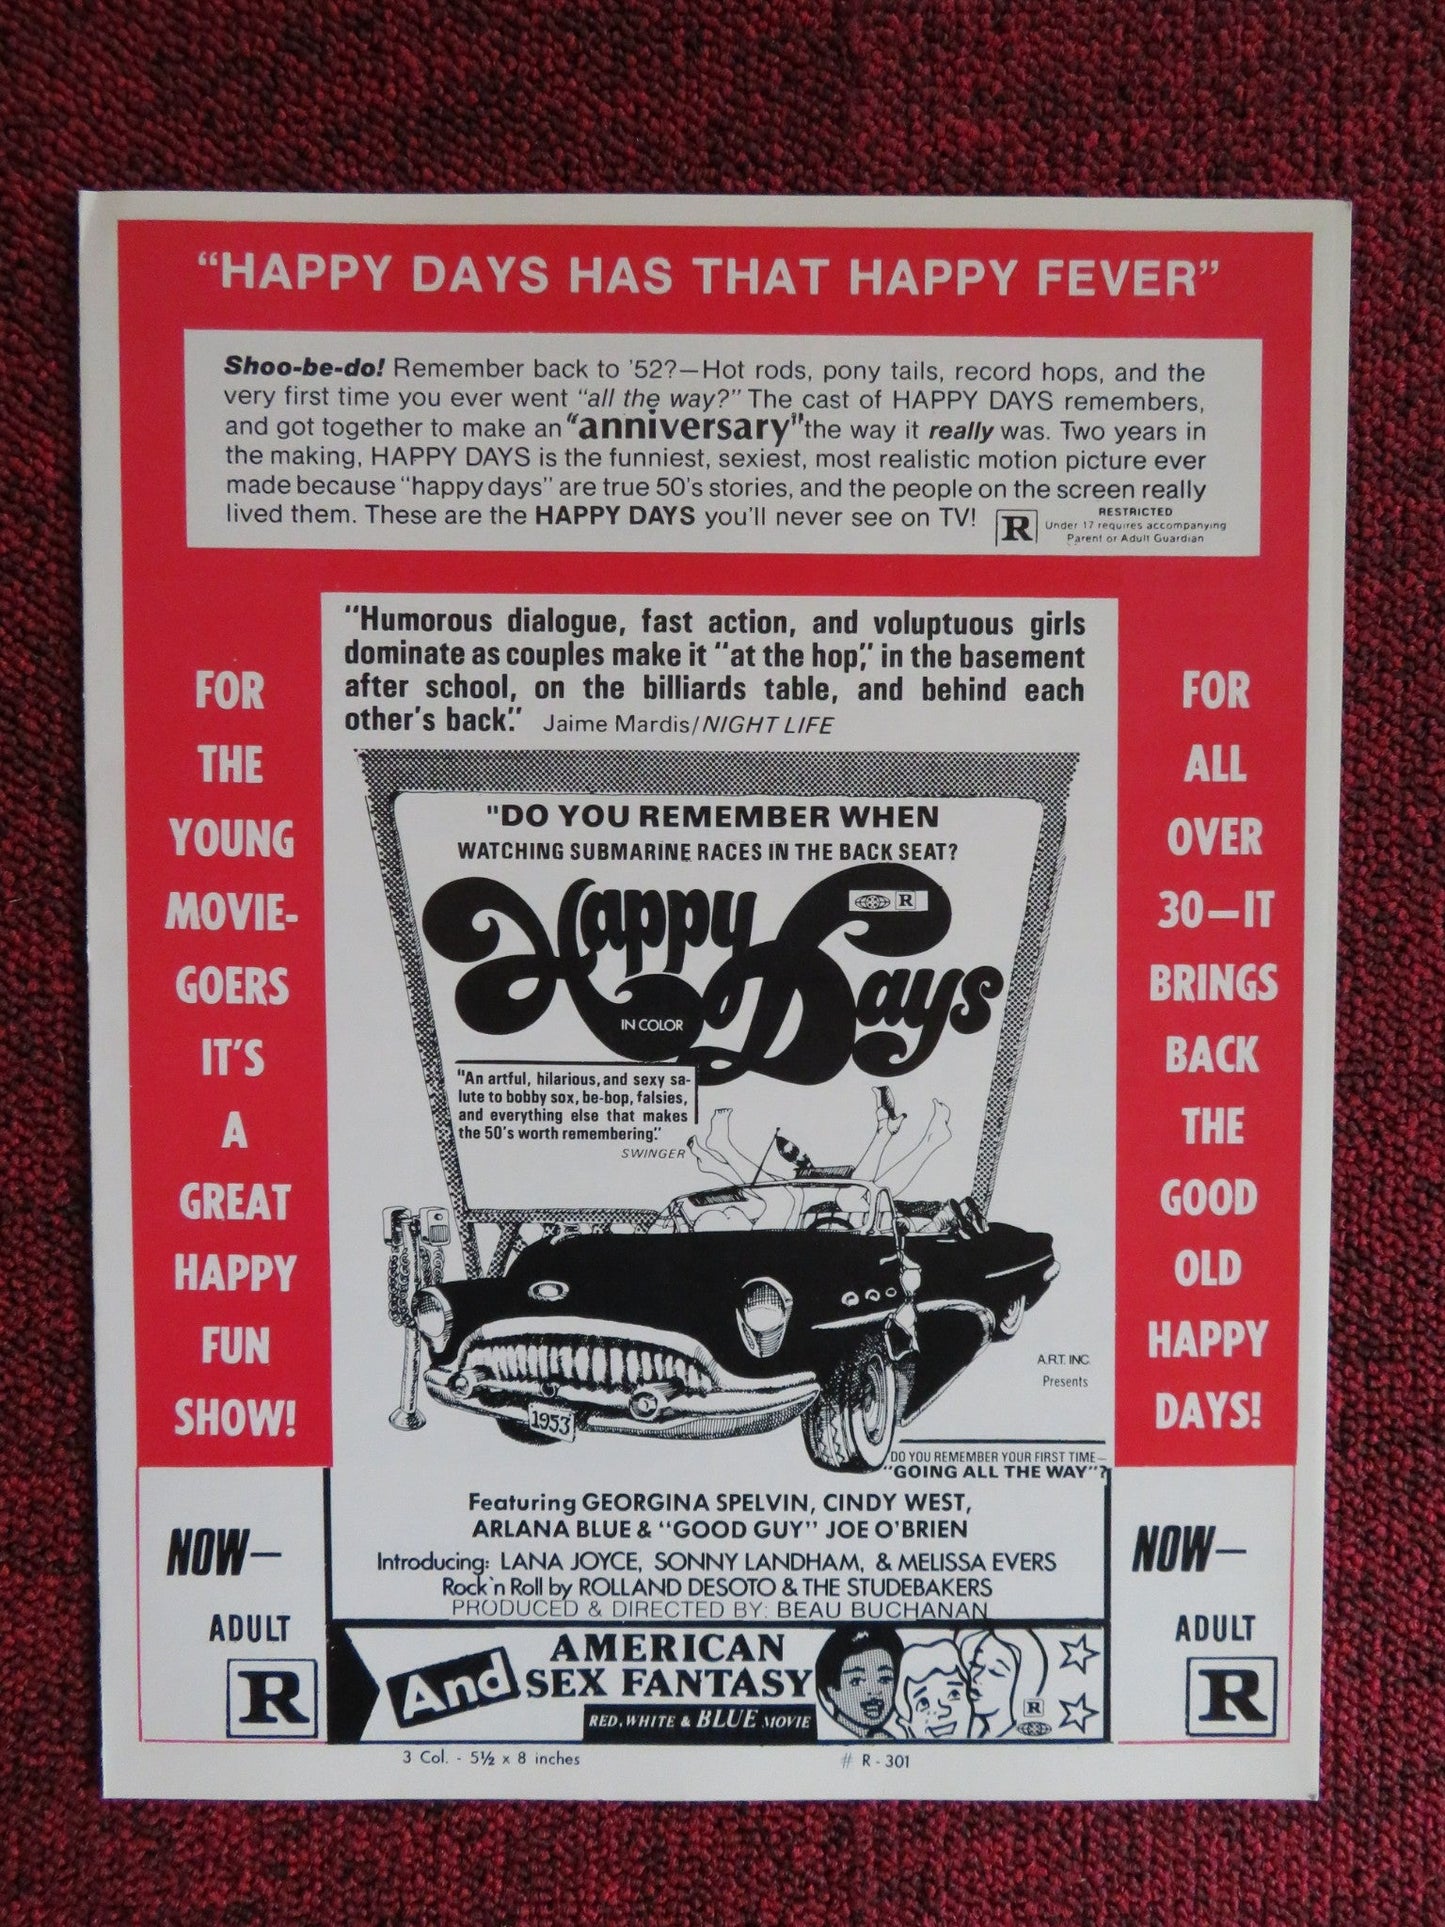 “HAPPY DAYS HAS THAT HAPPY FEVER”
Shoo-be-do! Remember back to '52?—Hot rods, pony tails, record hops, and the
very first time you ever went “all the way?” The cast of HAPPY DAYS remembers,
and got together to make an “anniversary” the way it really was. Two years in
the making, HAPPY DAYS is the funniest, sexiest, most realistic motion picture ever
made because “happy days” are true 50's stories, and the people on the screen really
lived them. These are the HAPPY DAYS you'll never see on TV!
R
RESTRICTED
Under 17 requires accompanying
Parent or Adult Guardian
“Humorous dialogue, fast action, and voluptuous girls
dominate as couples make it “at the hop,” in the basement
after school, on the billiards table, and behind each
other's back.” Jaime Mardis/NIGHT LIFE
FOR
THE
YOUNG
MOVIE-
GOERS
IT'S
A
GREAT
HAPPY
FUN
SHOW!
FOR
ALL
OVER
30—IT
BRINGS
BACK
THE
GOOD
OLD
HAPPY
DAYS!
"DO YOU REMEMBER WHEN
WATCHING SUBMARINE RACES IN THE BACK SEAT?
Happy
R
Days
IN COLOR
"An artful, hilarious, and sexy sa-
lute to bobby sox, be-bop, falsies,
and everything else that makes
the 50's worth remembering."
SWINGER
1953
A.R.T. INC.
Presents
DO YOU REMEMBER YOUR FIRST TIME—
"GOING ALL THE WAY"?
Featuring GEORGINA SPELVIN, CINDY WEST,
ARLANA BLUE & "GOOD GUY" JOE O'BRIEN
Introducing: LANA JOYCE, SONNY LANDHAM, & MELISSA EVERS
Rock'n Roll by ROLLAND DESOTO & THE STUDEBAKERS
PRODUCED & DIRECTED BY: BEAU BUCHANAN
NOW—
ADULT
R
NOW—
ADULT
R
And
AMERICAN
SEX FANTASY
RED, WHITE & BLUE MOVIE
R
3 Col. - 5½ x 8 inches
# R - 301